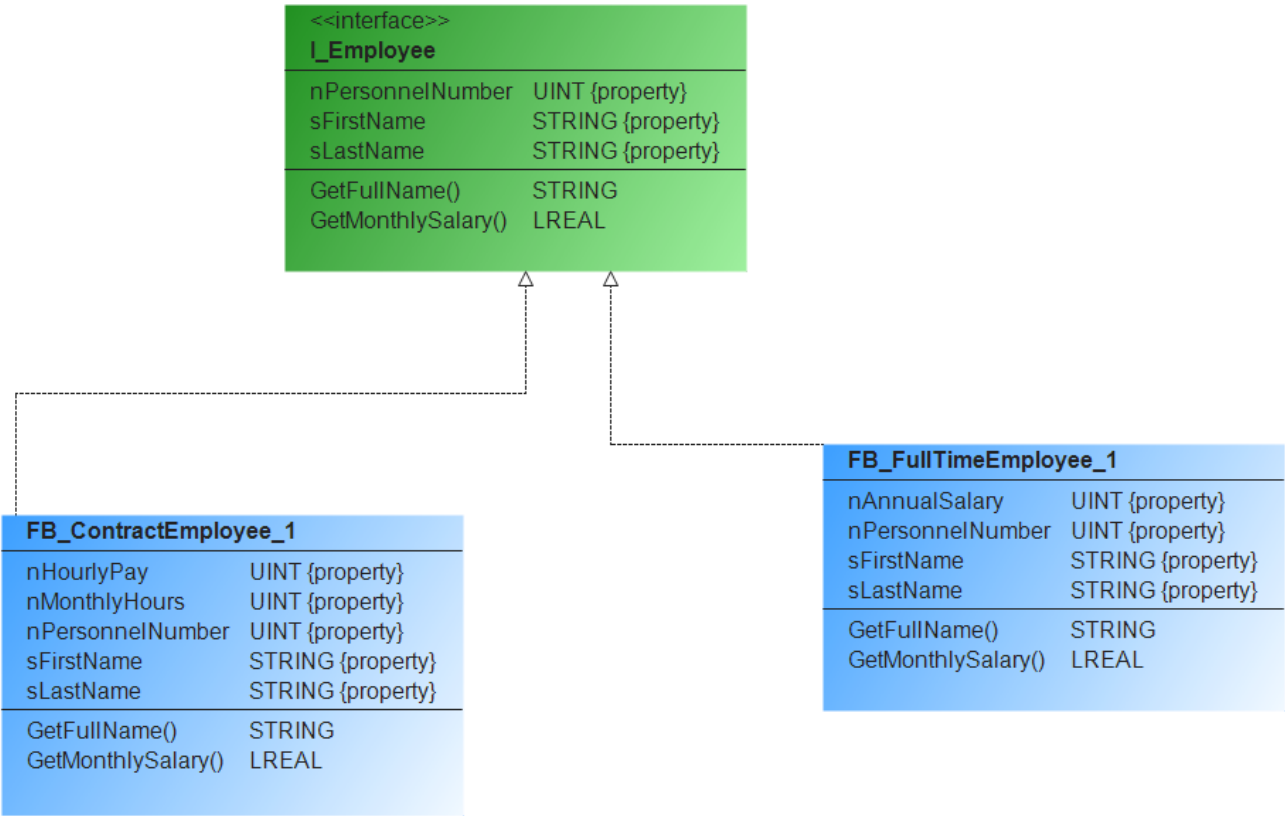 <<interface>>
I_Employee
nPersonnelNumber UINT {property}
sFirstName STRING {property}
sLastName STRING {property}
GetFullName() STRING
GetMonthlySalary() LREAL
FB_FullTimeEmployee_1
nAnnualSalary UINT {property}
nPersonnelNumber UINT {property}
sFirstName STRING {property}
sLastName STRING {property}
GetFullName() STRING
GetMonthlySalary() LREAL
FB_ContractEmployee_1
nHourlyPay UINT {property}
nMonthlyHours UINT {property}
nPersonnelNumber UINT {property}
sFirstName STRING {property}
sLastName STRING {property}
GetFullName() STRING
GetMonthlySalary() LREAL